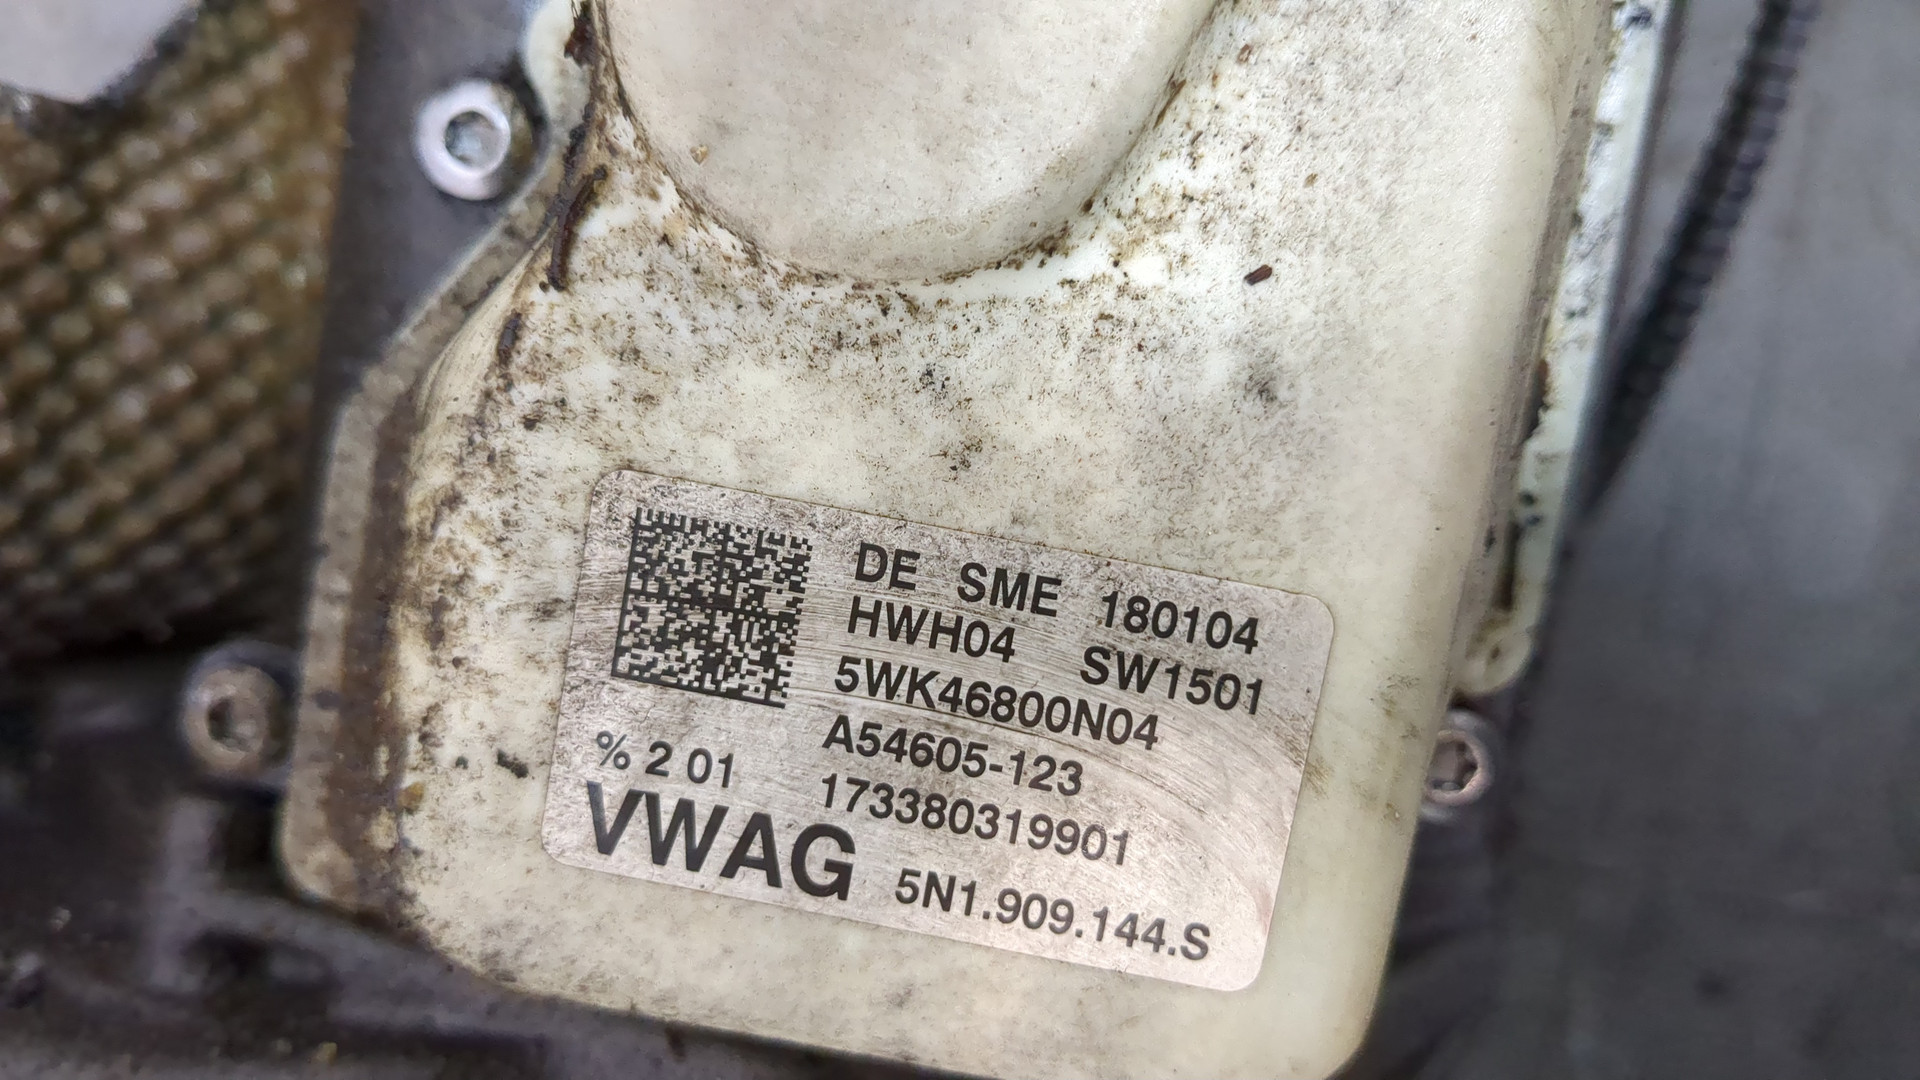 DE SME 180104
HWH04 SW1501
5WK46800N04
A54605-123
% 2 01 173380319901
VWAG 5N1.909.144.S